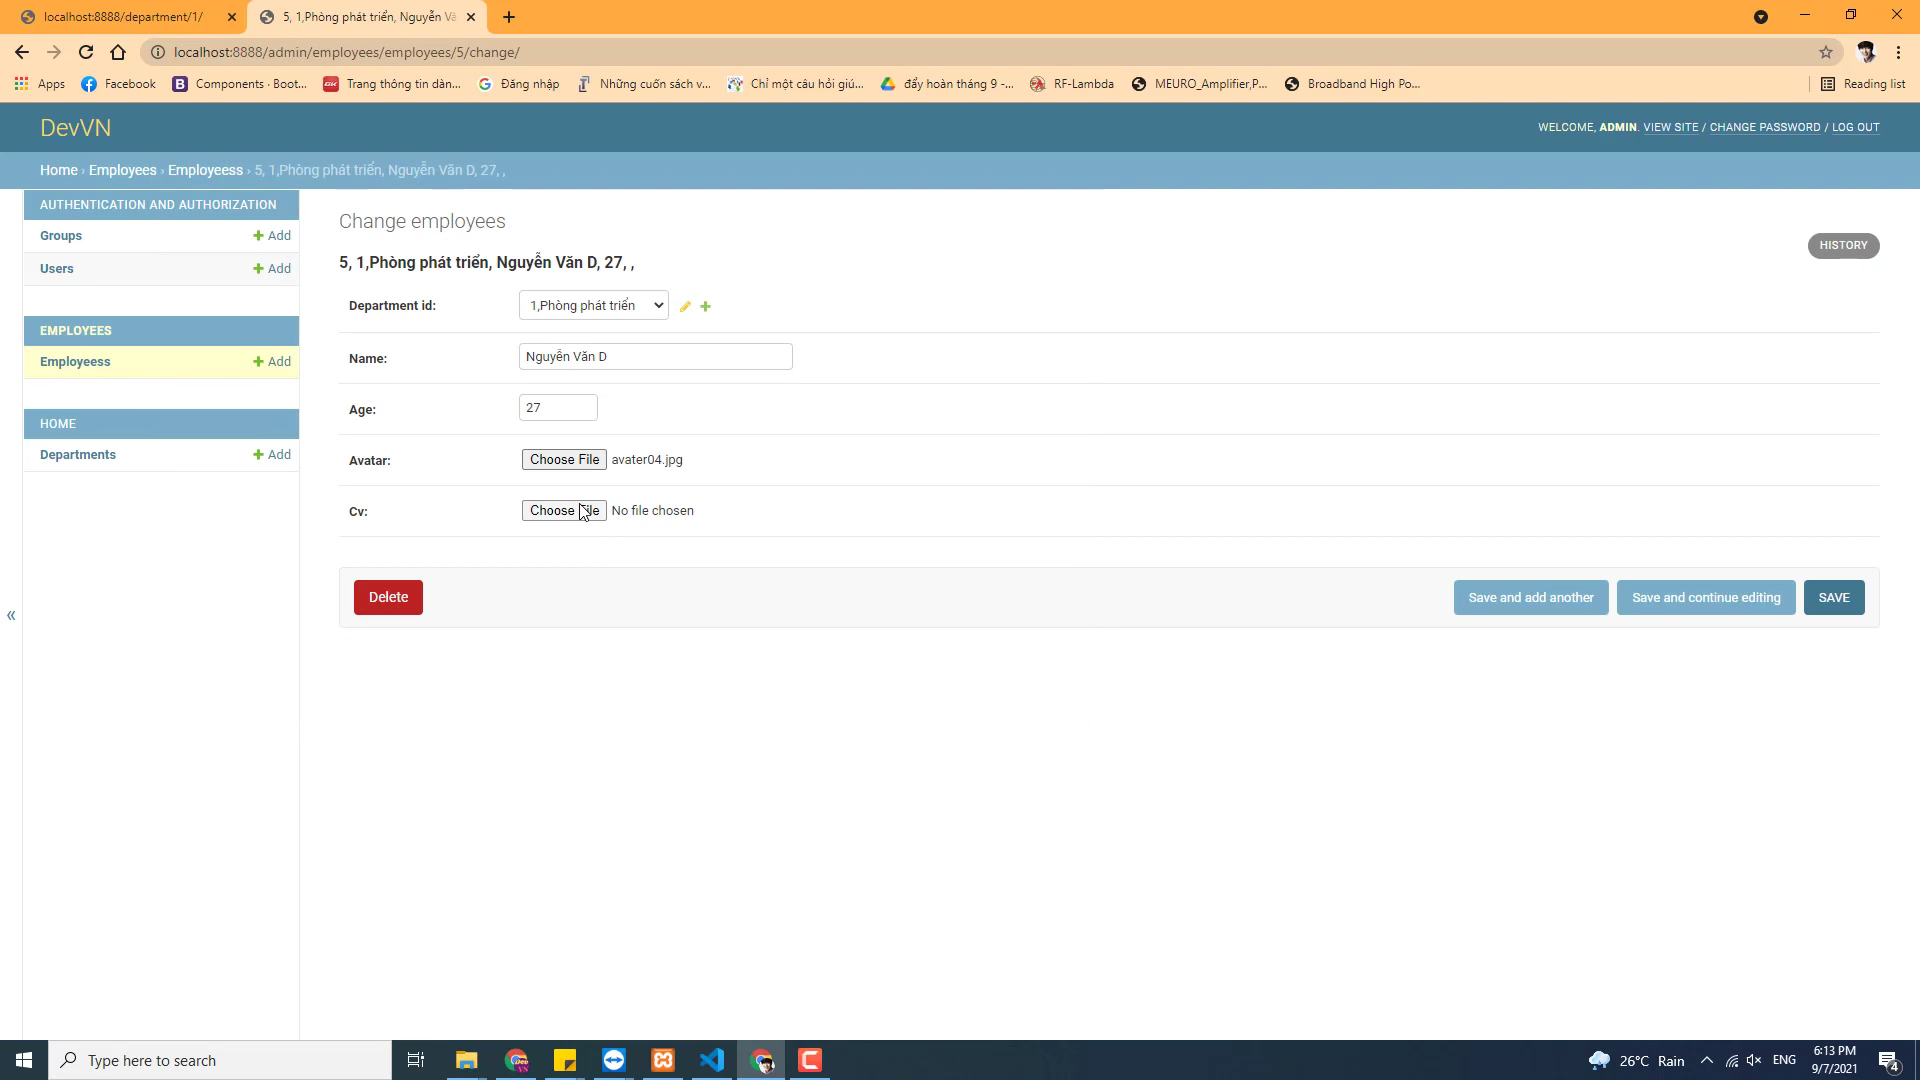 localhost:8888/department/1/
5, 1,Phòng phát triển, Nguyễn Vă
localhost:8888/admin/employees/employees/5/change/
Apps
Facebook
Components · Boot...
Trang thông tin dàn...
Đăng nhập
Những cuốn sách v...
Chỉ một câu hỏi giú...
đẩy hoàn tháng 9 -...
RF-Lambda
MEURO_Amplifier,P...
Broadband High Po...
Reading list
DevVN
WELCOME, ADMIN. VIEW SITE / CHANGE PASSWORD / LOG OUT
Home › Employees › Employeess › 5, 1,Phòng phát triển, Nguyễn Văn D, 27, ,
AUTHENTICATION AND AUTHORIZATION
Groups
Add
Users
Add
EMPLOYEES
Employeess
Add
HOME
Departments
Add
«
Change employees
HISTORY
5, 1,Phòng phát triển, Nguyễn Văn D, 27, ,
Department id:
1,Phòng phát triển
Name:
Nguyễn Văn D
Age:
27
Avatar:
Choose File avater04.jpg
Cv:
Choose File No file chosen
Delete
Save and add another
Save and continue editing
SAVE
Type here to search
26°C Rain
ENG
6:13 PM
9/7/2021
4